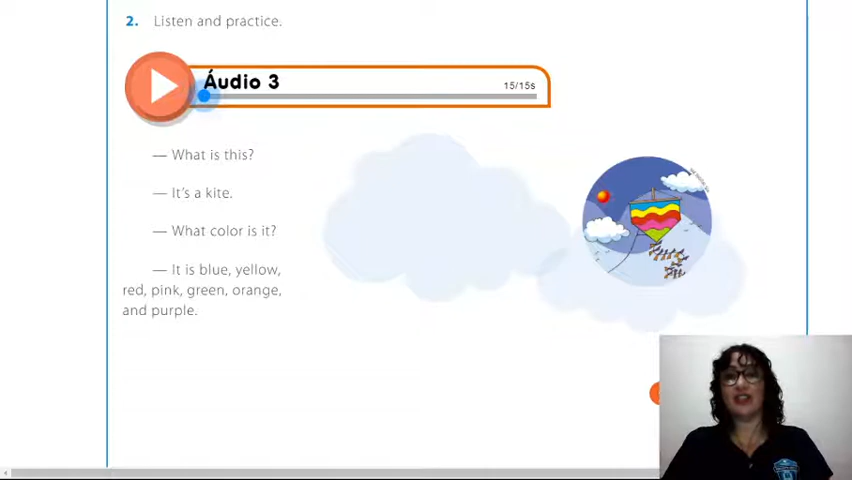 2. Listen and practice.
Áudio 3
15/15s
— What is this?
— It's a kite.
— What color is it?
— It is blue, yellow,
red, pink, green, orange,
and purple.